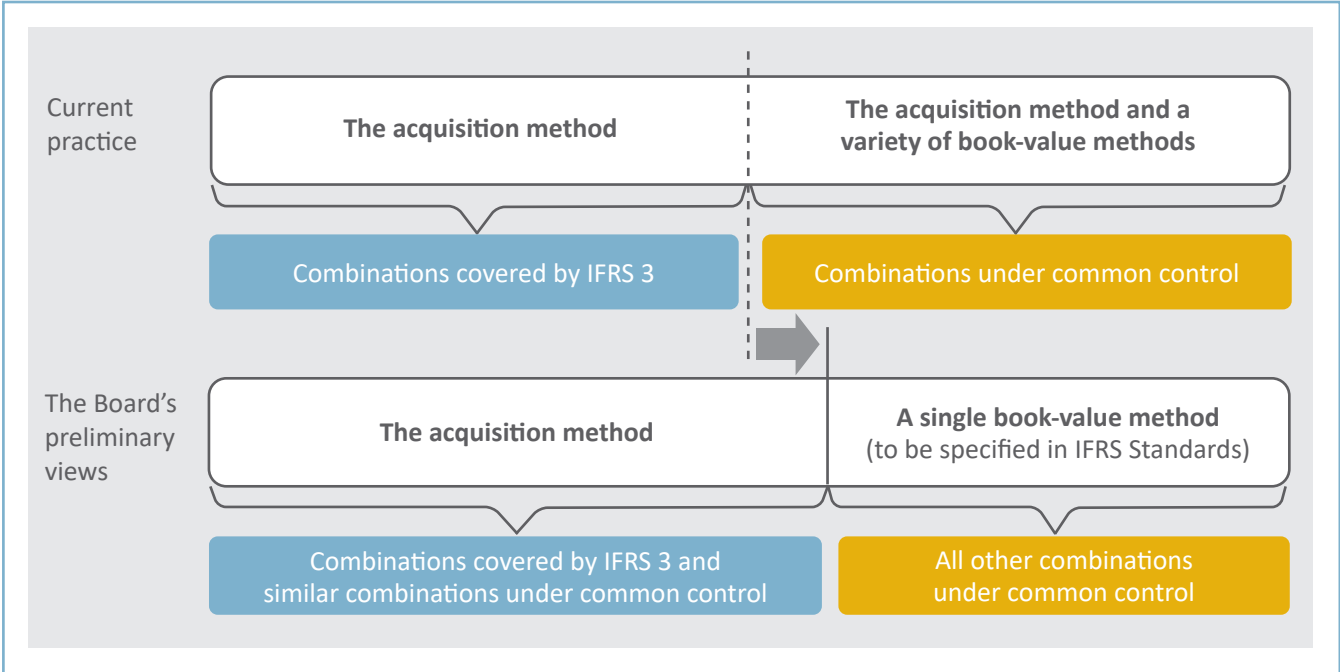 Current
practice
The acquisition method
The acquisition method and a
variety of book-value methods
Combinations covered by IFRS 3
Combinations under common control
The Board’s
preliminary
views
The acquisition method
A single book-value method
(to be specified in IFRS Standards)
Combinations covered by IFRS 3 and
similar combinations under common control
All other combinations
under common control